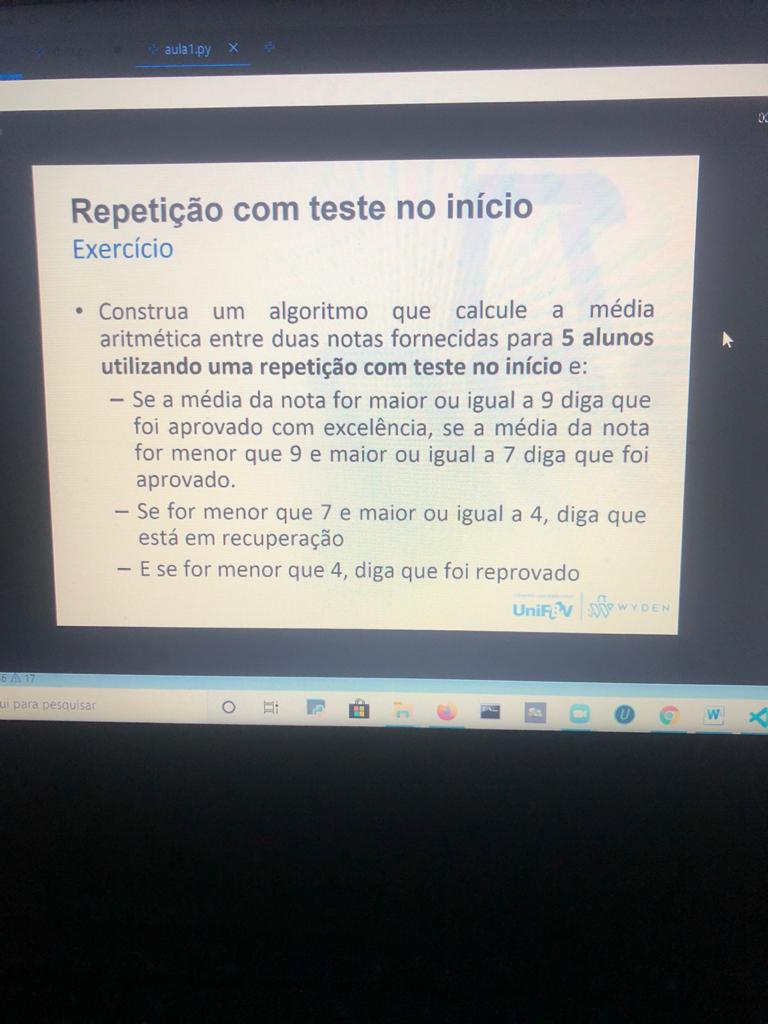 aula1.py
Repetição com teste no início
Exercício
• Construa um algoritmo que calcule a média
aritmética entre duas notas fornecidas para 5 alunos
utilizando uma repetição com teste no início e:
– Se a média da nota for maior ou igual a 9 diga que
foi aprovado com excelência, se a média da nota
for menor que 9 e maior ou igual a 7 diga que foi
aprovado.
– Se for menor que 7 e maior ou igual a 4, diga que
está em recuperação
– E se for menor que 4, diga que foi reprovado
UniFBV WYDEN
6 17
ui para pesquisar